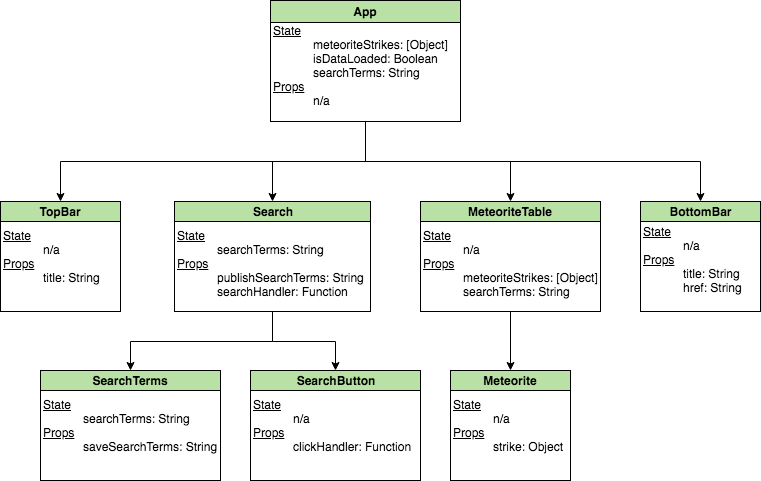 App
State
meteoriteStrikes: [Object]
isDataLoaded: Boolean
searchTerms: String
Props
n/a
TopBar
State
n/a
Props
title: String
Search
State
searchTerms: String
Props
publishSearchTerms: String
searchHandler: Function
MeteoriteTable
State
n/a
Props
meteoriteStrikes: [Object]
searchTerms: String
BottomBar
State
n/a
Props
title: String
href: String
SearchTerms
State
searchTerms: String
Props
saveSearchTerms: String
SearchButton
State
n/a
Props
clickHandler: Function
Meteorite
State
n/a
Props
strike: Object